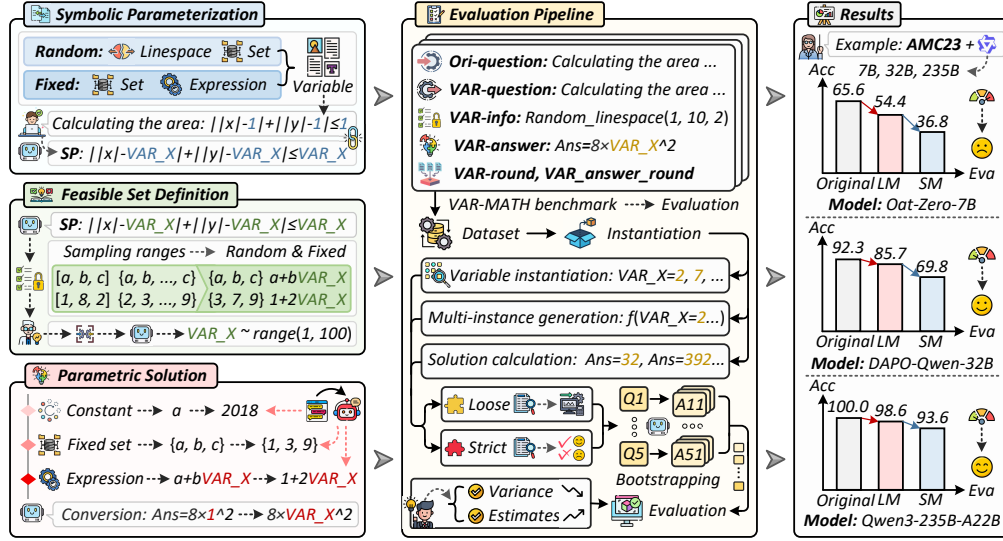 Symbolic Parameterization
Random: Linespace Set
Fixed: Set Expression
Variable
Calculating the area: ||x|-1|+||y|-1|≤1
SP: ||x|-VAR_X|+||y|-VAR_X|≤VAR_X
Feasible Set Definition
SP: ||x|-VAR_X|+||y|-VAR_X|≤VAR_X
Sampling ranges Random & Fixed
[a, b, c] {a, b, ..., c} {a, b, c} a+bVAR_X
[1, 8, 2] {2, 3, ..., 9} {3, 7, 9} 1+2VAR_X
VAR_X ~ range(1, 100)
Parametric Solution
Constant a 2018
Fixed set {a, b, c} {1, 3, 9}
Expression a+bVAR_X 1+2VAR_X
Conversion: Ans=8×1^2 8×VAR_X^2
Evaluation Pipeline
Ori-question: Calculating the area ...
VAR-question: Calculating the area ...
VAR-info: Random_linespace(1, 10, 2)
VAR-answer: Ans=8×VAR_X^2
VAR-round, VAR_answer_round
VAR-MATH benchmark Evaluation
Dataset Instantiation
Variable instantiation: VAR_X=2, 7, ...
Multi-instance generation: f(VAR_X=2...)
Solution calculation: Ans=32, Ans=392...
Loose
Strict
Q1 A11
Q5 A51
Bootstrapping
Variance
Estimates
Evaluation
Results
Example: AMC23 +
7B, 32B, 235B
Acc
65.6
54.4
36.8
Original LM SM Eva
Model: Oat-Zero-7B
Acc
92.3
85.7
69.8
Original LM SM Eva
Model: DAPO-Qwen-32B
Acc
100.0
98.6
93.6
Original LM SM Eva
Model: Qwen3-235B-A22B